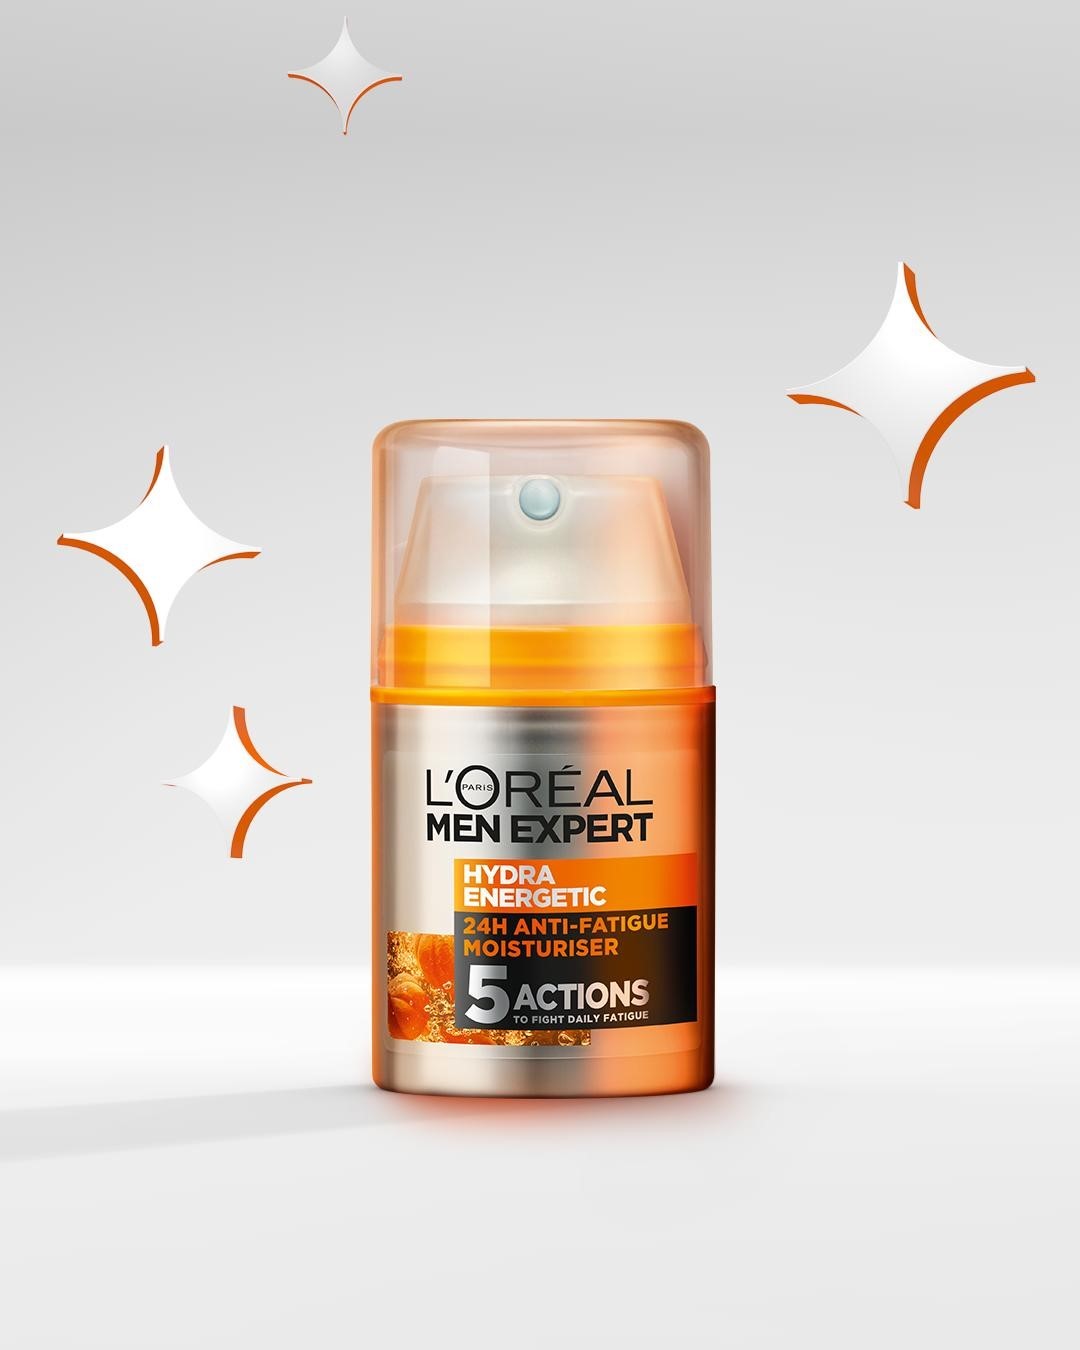 L'ORÉAL
PARIS
MEN EXPERT
HYDRA
ENERGETIC
24H ANTI-FATIGUE
MOISTURISER
5 ACTIONS
TO FIGHT DAILY FATIGUE